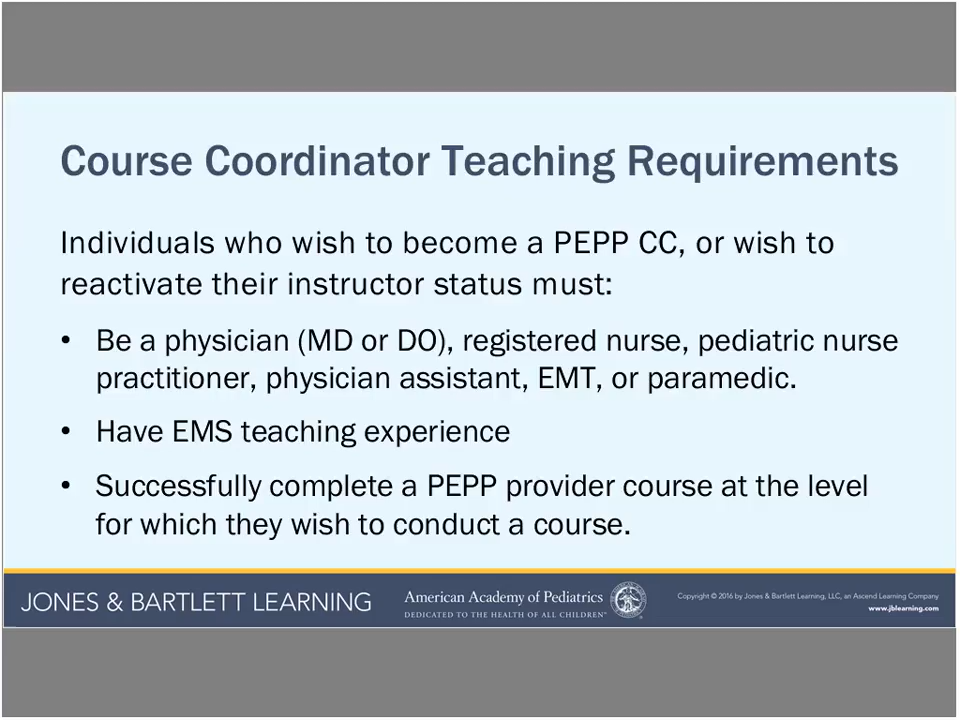 Course Coordinator Teaching Requirements
Individuals who wish to become a PEPP CC, or wish to
reactivate their instructor status must:
• Be a physician (MD or DO), registered nurse, pediatric nurse
practitioner, physician assistant, EMT, or paramedic.
• Have EMS teaching experience
• Successfully complete a PEPP provider course at the level
for which they wish to conduct a course.
JONES & BARTLETT LEARNING
American Academy of Pediatrics
DEDICATED TO THE HEALTH OF ALL CHILDREN™
Copyright © 2016 by Jones & Bartlett Learning, LLC, an Ascend Learning Company
www.jblearning.com